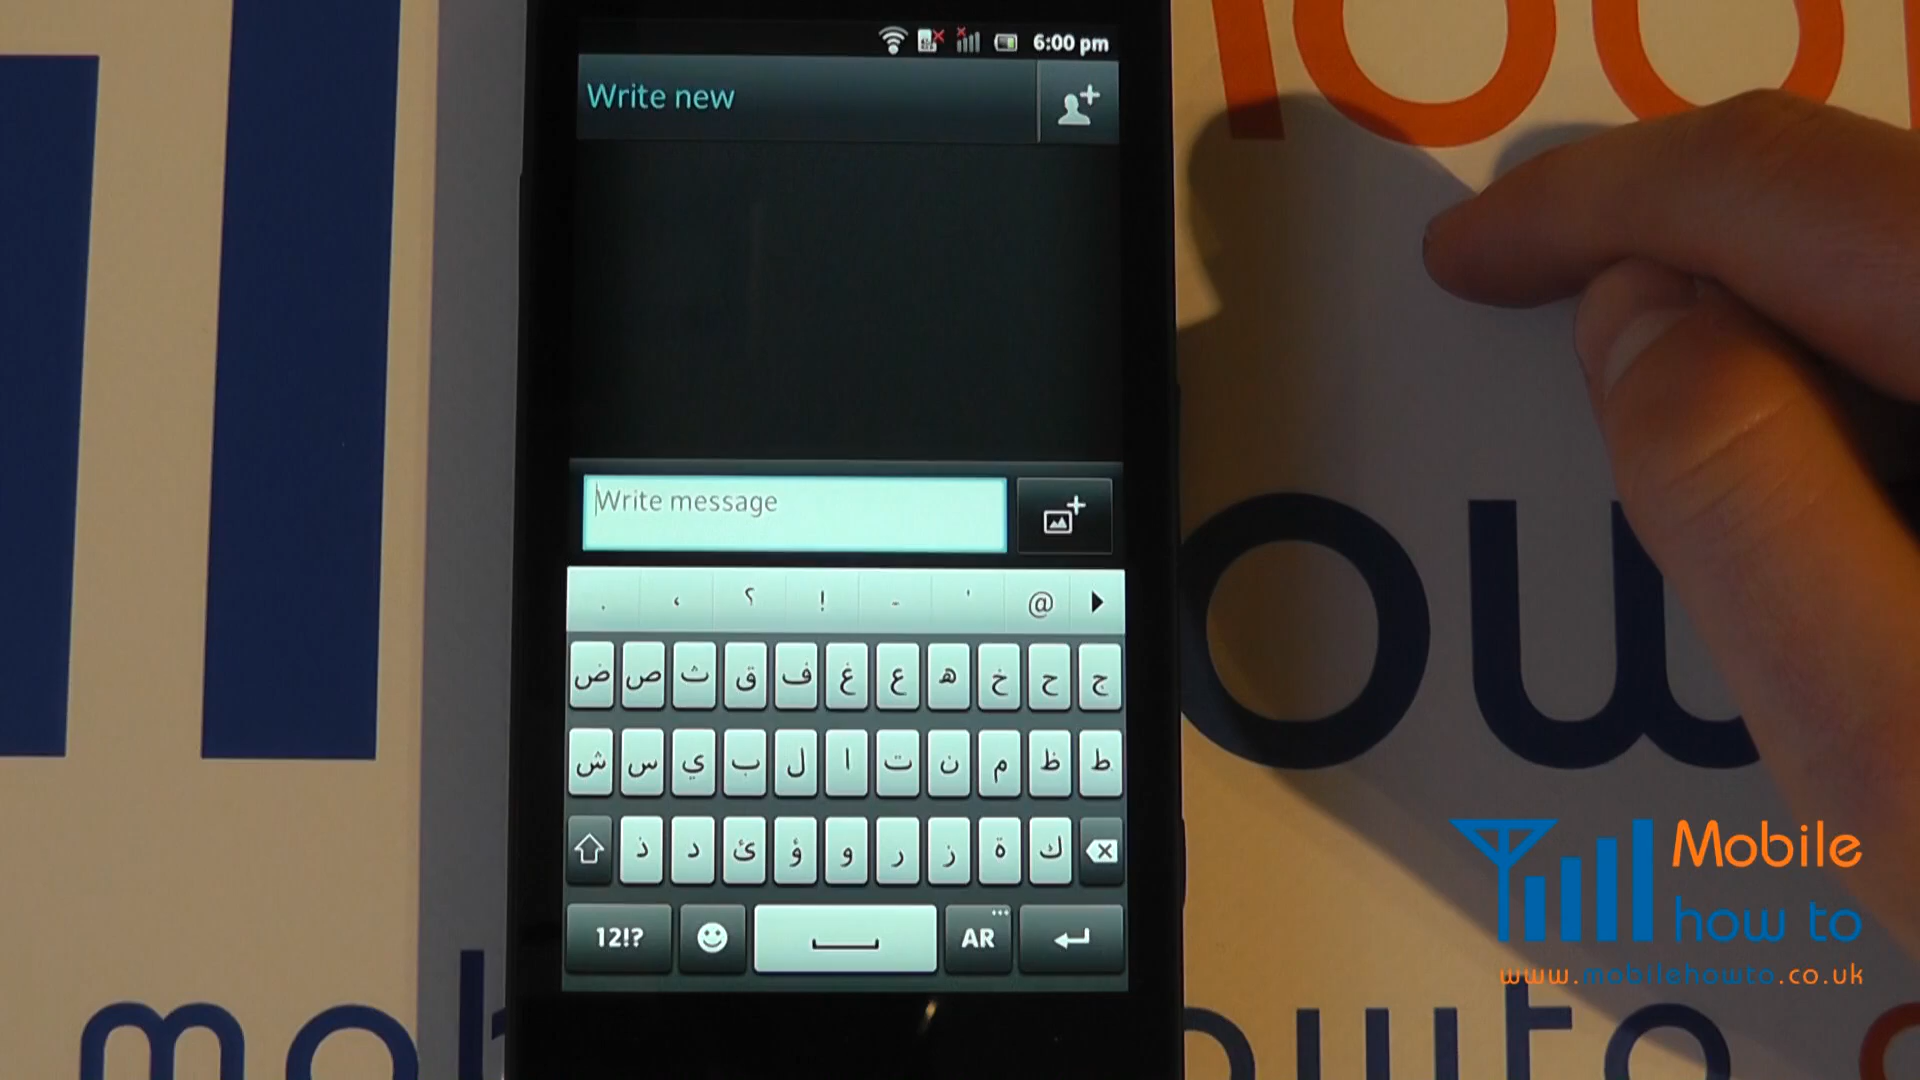 6:00 pm
Write new
Write message
. ، ؟ ! - ' @
ض ص ث ق ف غ ع ه خ ح ج
ش س ي ب ل ا ت ن م ظ ط
ذ د ئ ؤ و ر ز ة ك
12!? AR
Mobile
how to
www.mobilehowto.co.uk